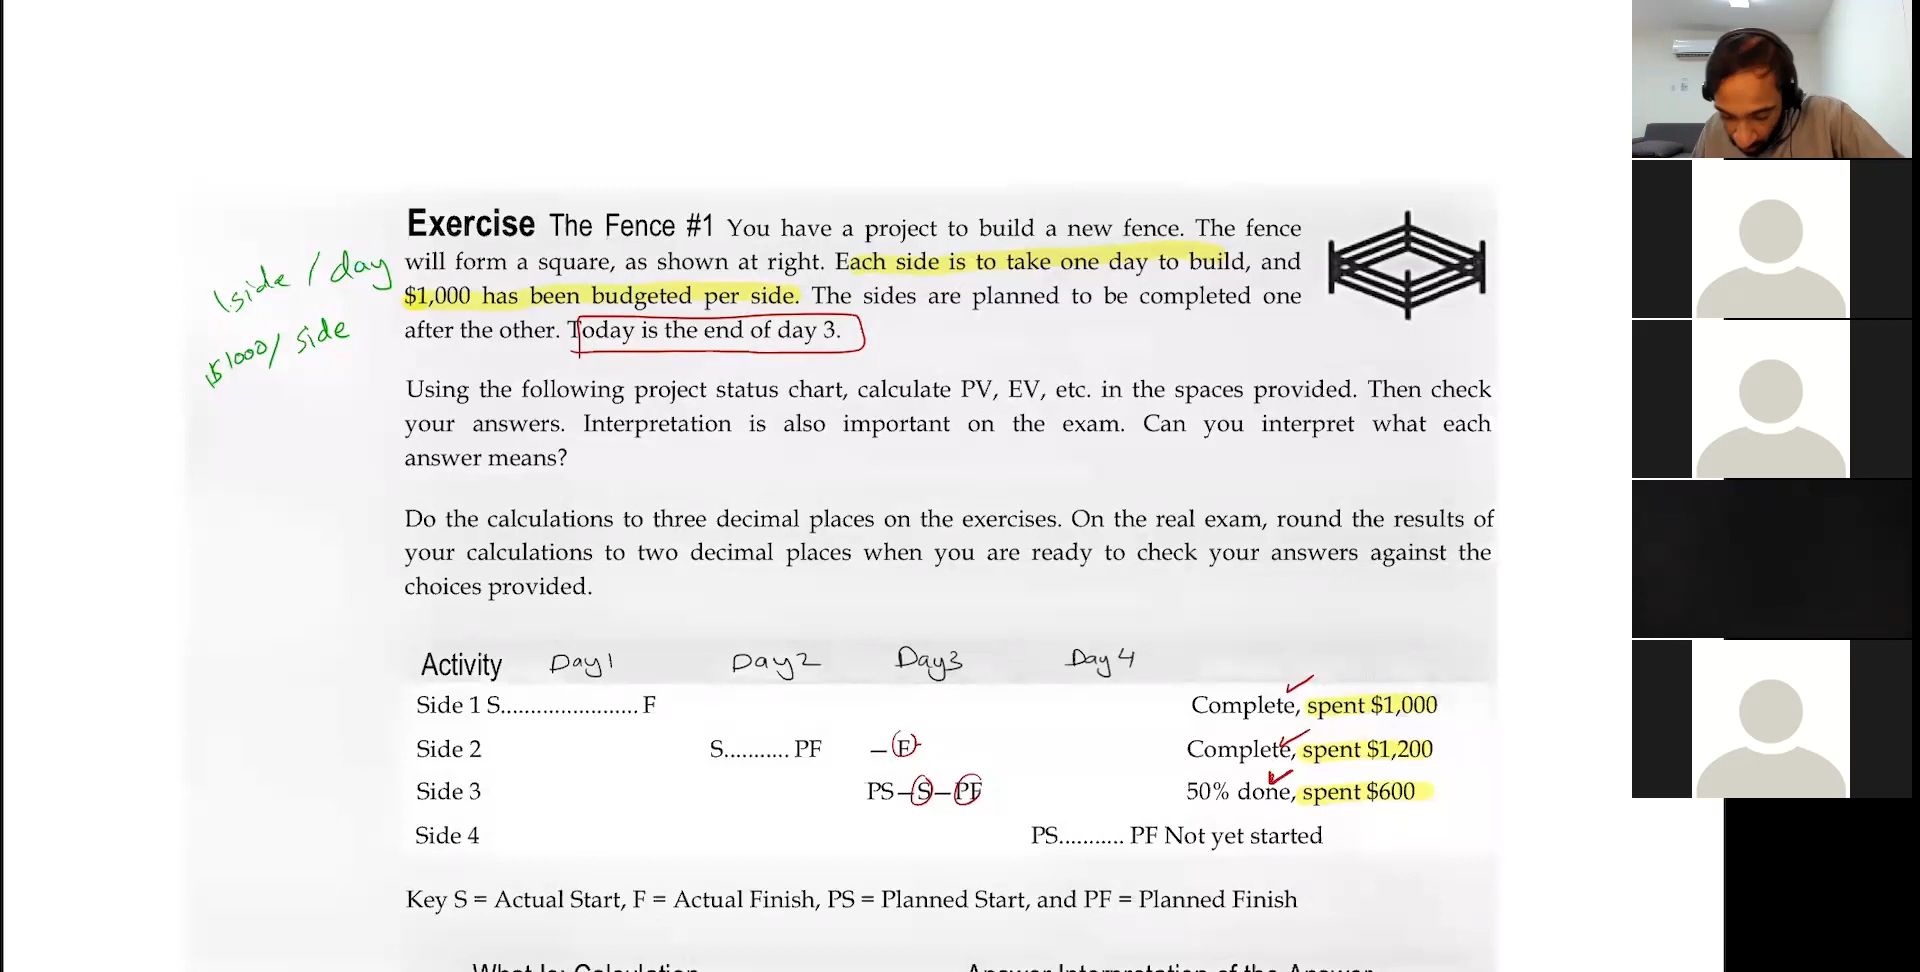 Exercise The Fence #1 You have a project to build a new fence. The fence
will form a square, as shown at right. Each side is to take one day to build, and
$1,000 has been budgeted per side. The sides are planned to be completed one
after the other. Today is the end of day 3.
1side / day
$1000/ side
Using the following project status chart, calculate PV, EV, etc. in the spaces provided. Then check
your answers. Interpretation is also important on the exam. Can you interpret what each
answer means?
Do the calculations to three decimal places on the exercises. On the real exam, round the results of
your calculations to two decimal places when you are ready to check your answers against the
choices provided.
Activity Day1 Day2 Day3 Day4
Side 1 S....................... F Complete, spent $1,000
Side 2 S........... PF –F Complete, spent $1,200
Side 3 PS–S–PF 50% done, spent $600
Side 4 PS........... PF Not yet started
Key S = Actual Start, F = Actual Finish, PS = Planned Start, and PF = Planned Finish
What Is: Calculation Answer Interpretation of the Answer